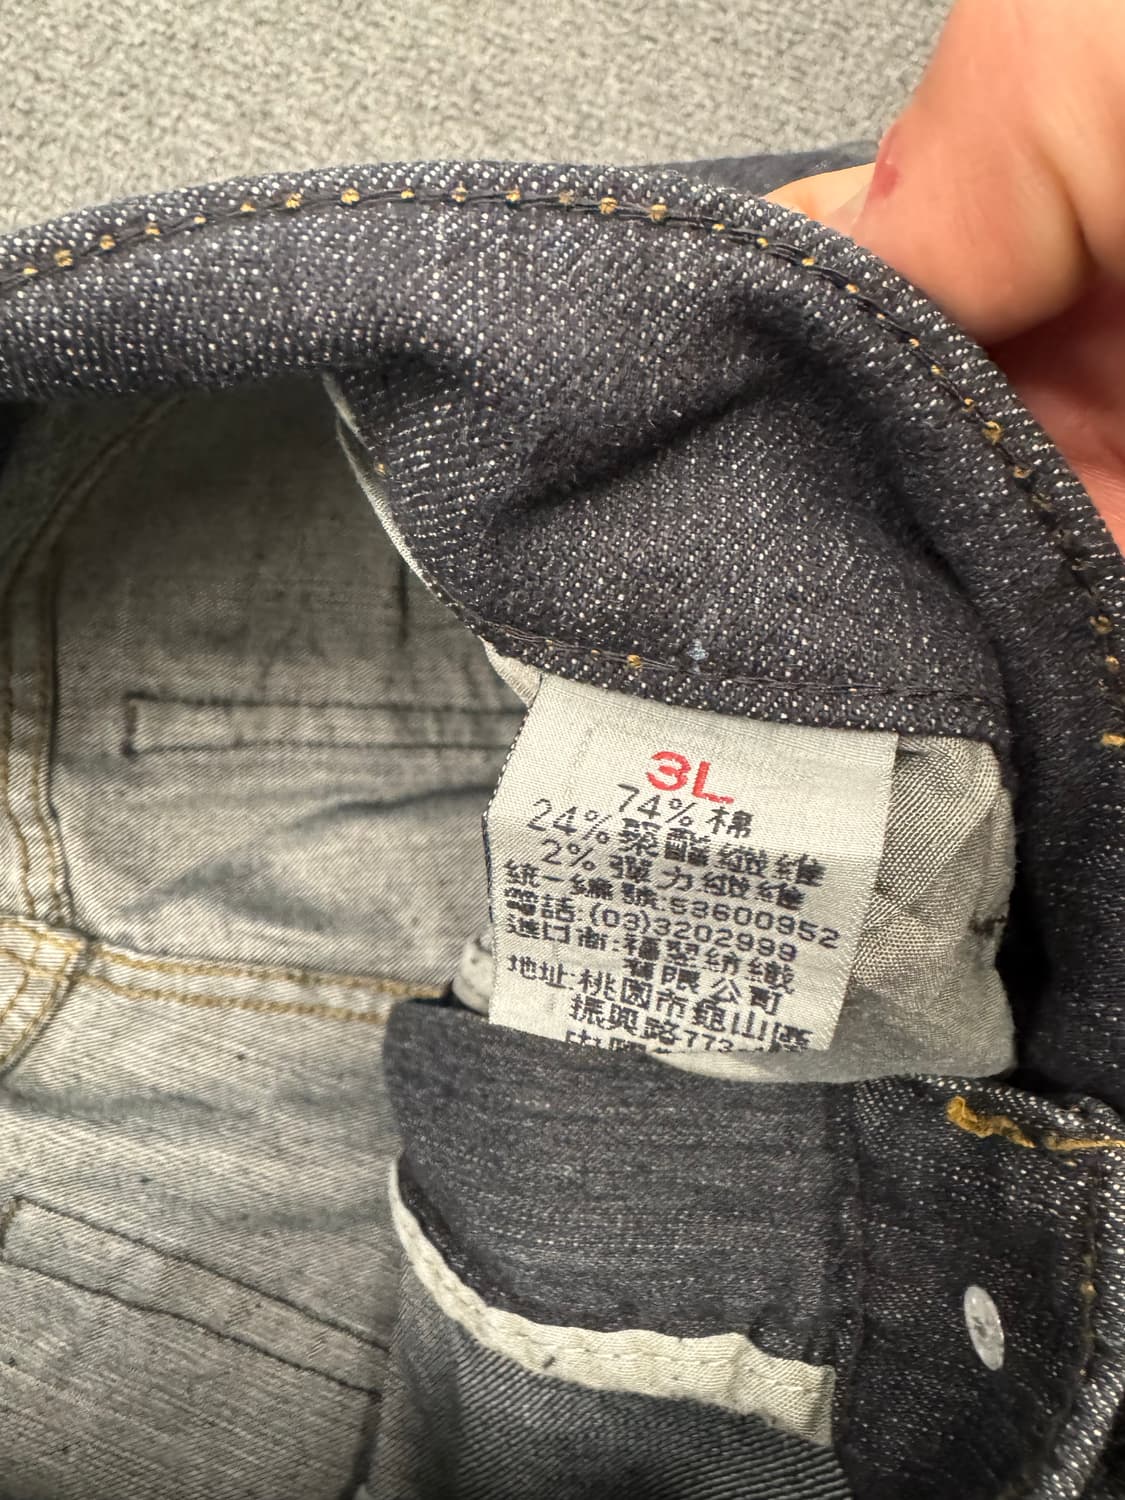 3L
74%棉
24%聚酯纖維
2%彈力纖維
統一編號:53600952
電話:(03)3202999
進口商:福塑紡織
有限公司
地址:桃園市龜山區
振興路773-